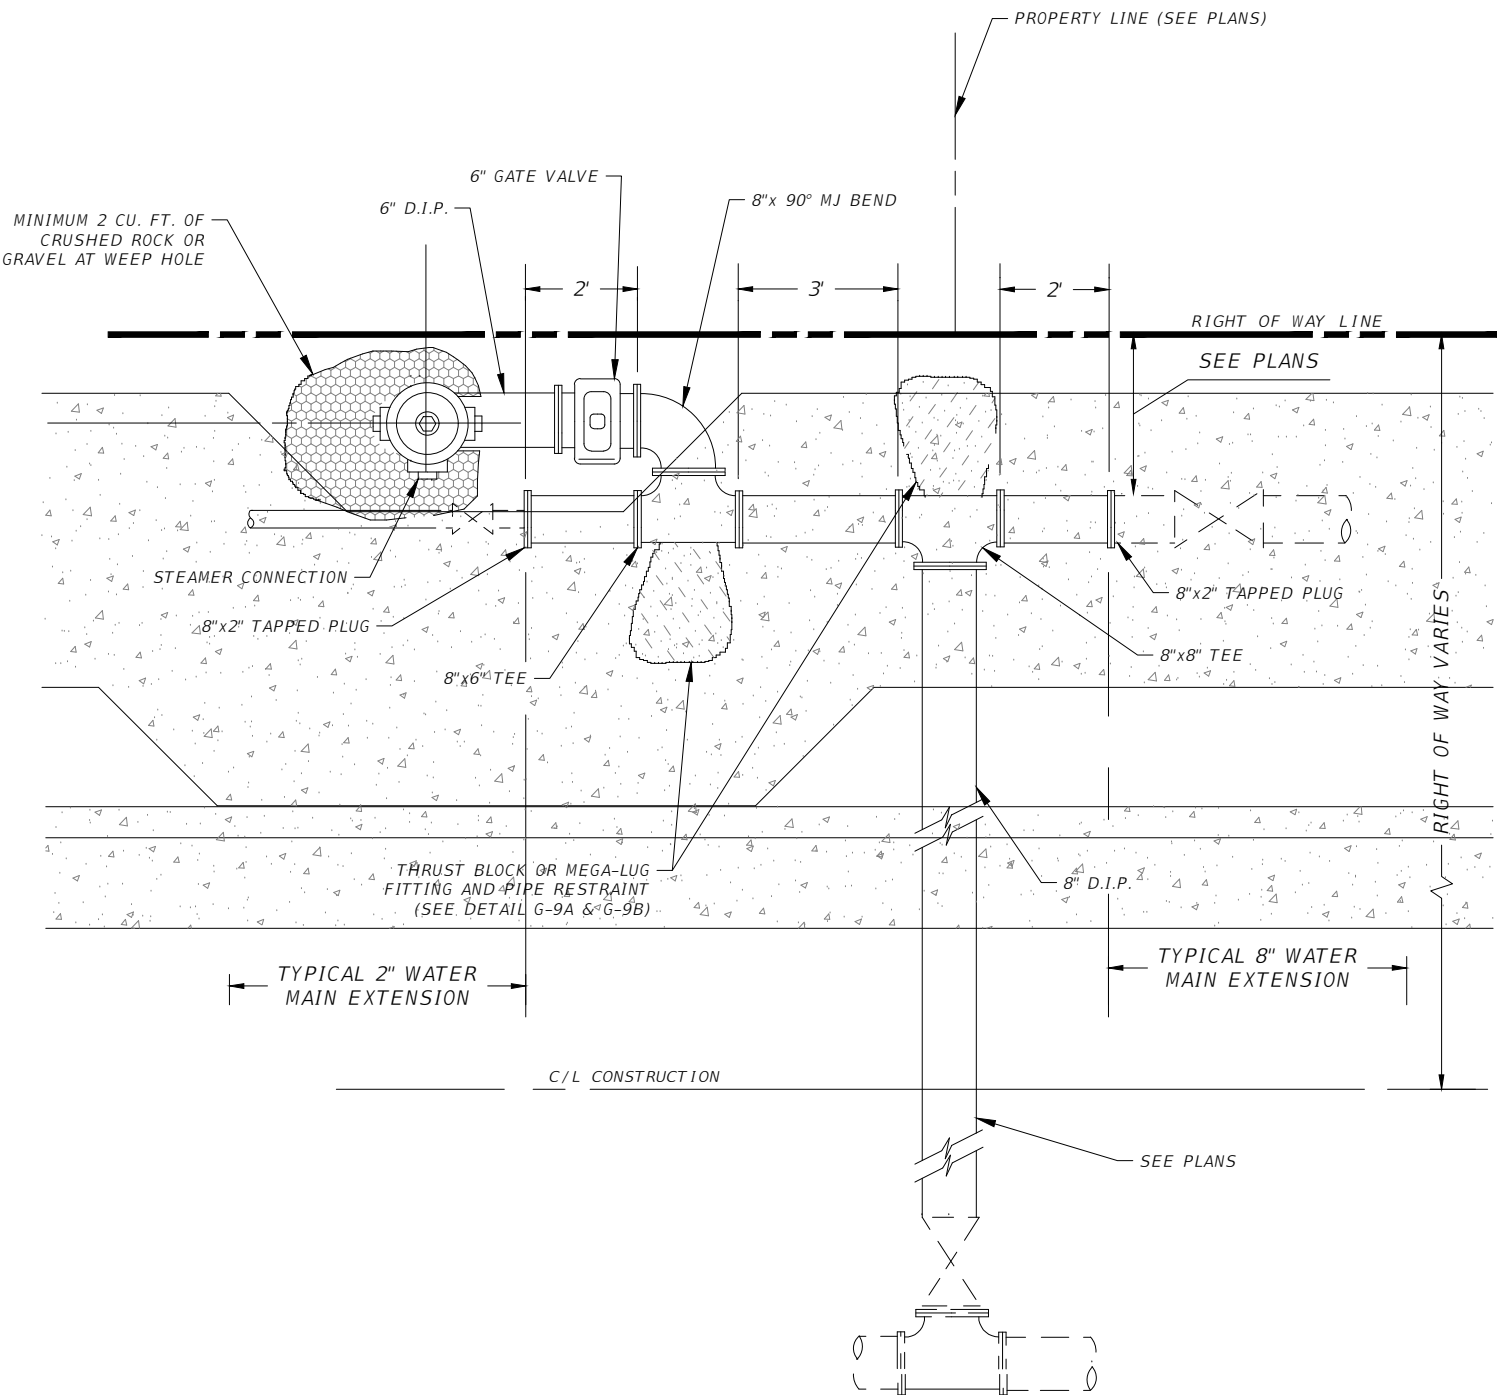 PROPERTY LINE (SEE PLANS)
6" GATE VALVE
8"x 90° MJ BEND
6" D.I.P.
MINIMUM 2 CU. FT. OF
CRUSHED ROCK OR
GRAVEL AT WEEP HOLE
2'
3'
2'
RIGHT OF WAY LINE
SEE PLANS
STEAMER CONNECTION
8"x2" TAPPED PLUG
8"x2" TAPPED PLUG
8"x6" TEE
8"x8" TEE
RIGHT OF WAY VARIES
THRUST BLOCK OR MEGA-LUG
FITTING AND PIPE RESTRAINT
(SEE DETAIL G-9A & G-9B)
8" D.I.P.
TYPICAL 2" WATER
MAIN EXTENSION
TYPICAL 8" WATER
MAIN EXTENSION
C/L CONSTRUCTION
SEE PLANS